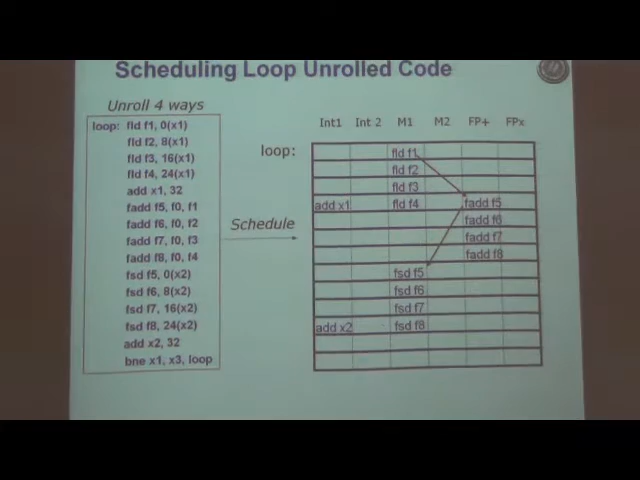 Scheduling Loop Unrolled Code
Unroll 4 ways
loop: fld f1, 0(x1)
fld f2, 8(x1)
fld f3, 16(x1)
fld f4, 24(x1)
add x1, 32
fadd f5, f0, f1
fadd f6, f0, f2
fadd f7, f0, f3
fadd f8, f0, f4
fsd f5, 0(x2)
fsd f6, 8(x2)
fsd f7, 16(x2)
fsd f8, 24(x2)
add x2, 32
bne x1, x3, loop
Schedule
Int1 Int 2 M1 M2 FP+ FPx
loop:
fld f1
fld f2
fld f3
add x1 fld f4 fadd f5
fadd f6
fadd f7
fadd f8
fsd f5
fsd f6
fsd f7
add x2 fsd f8